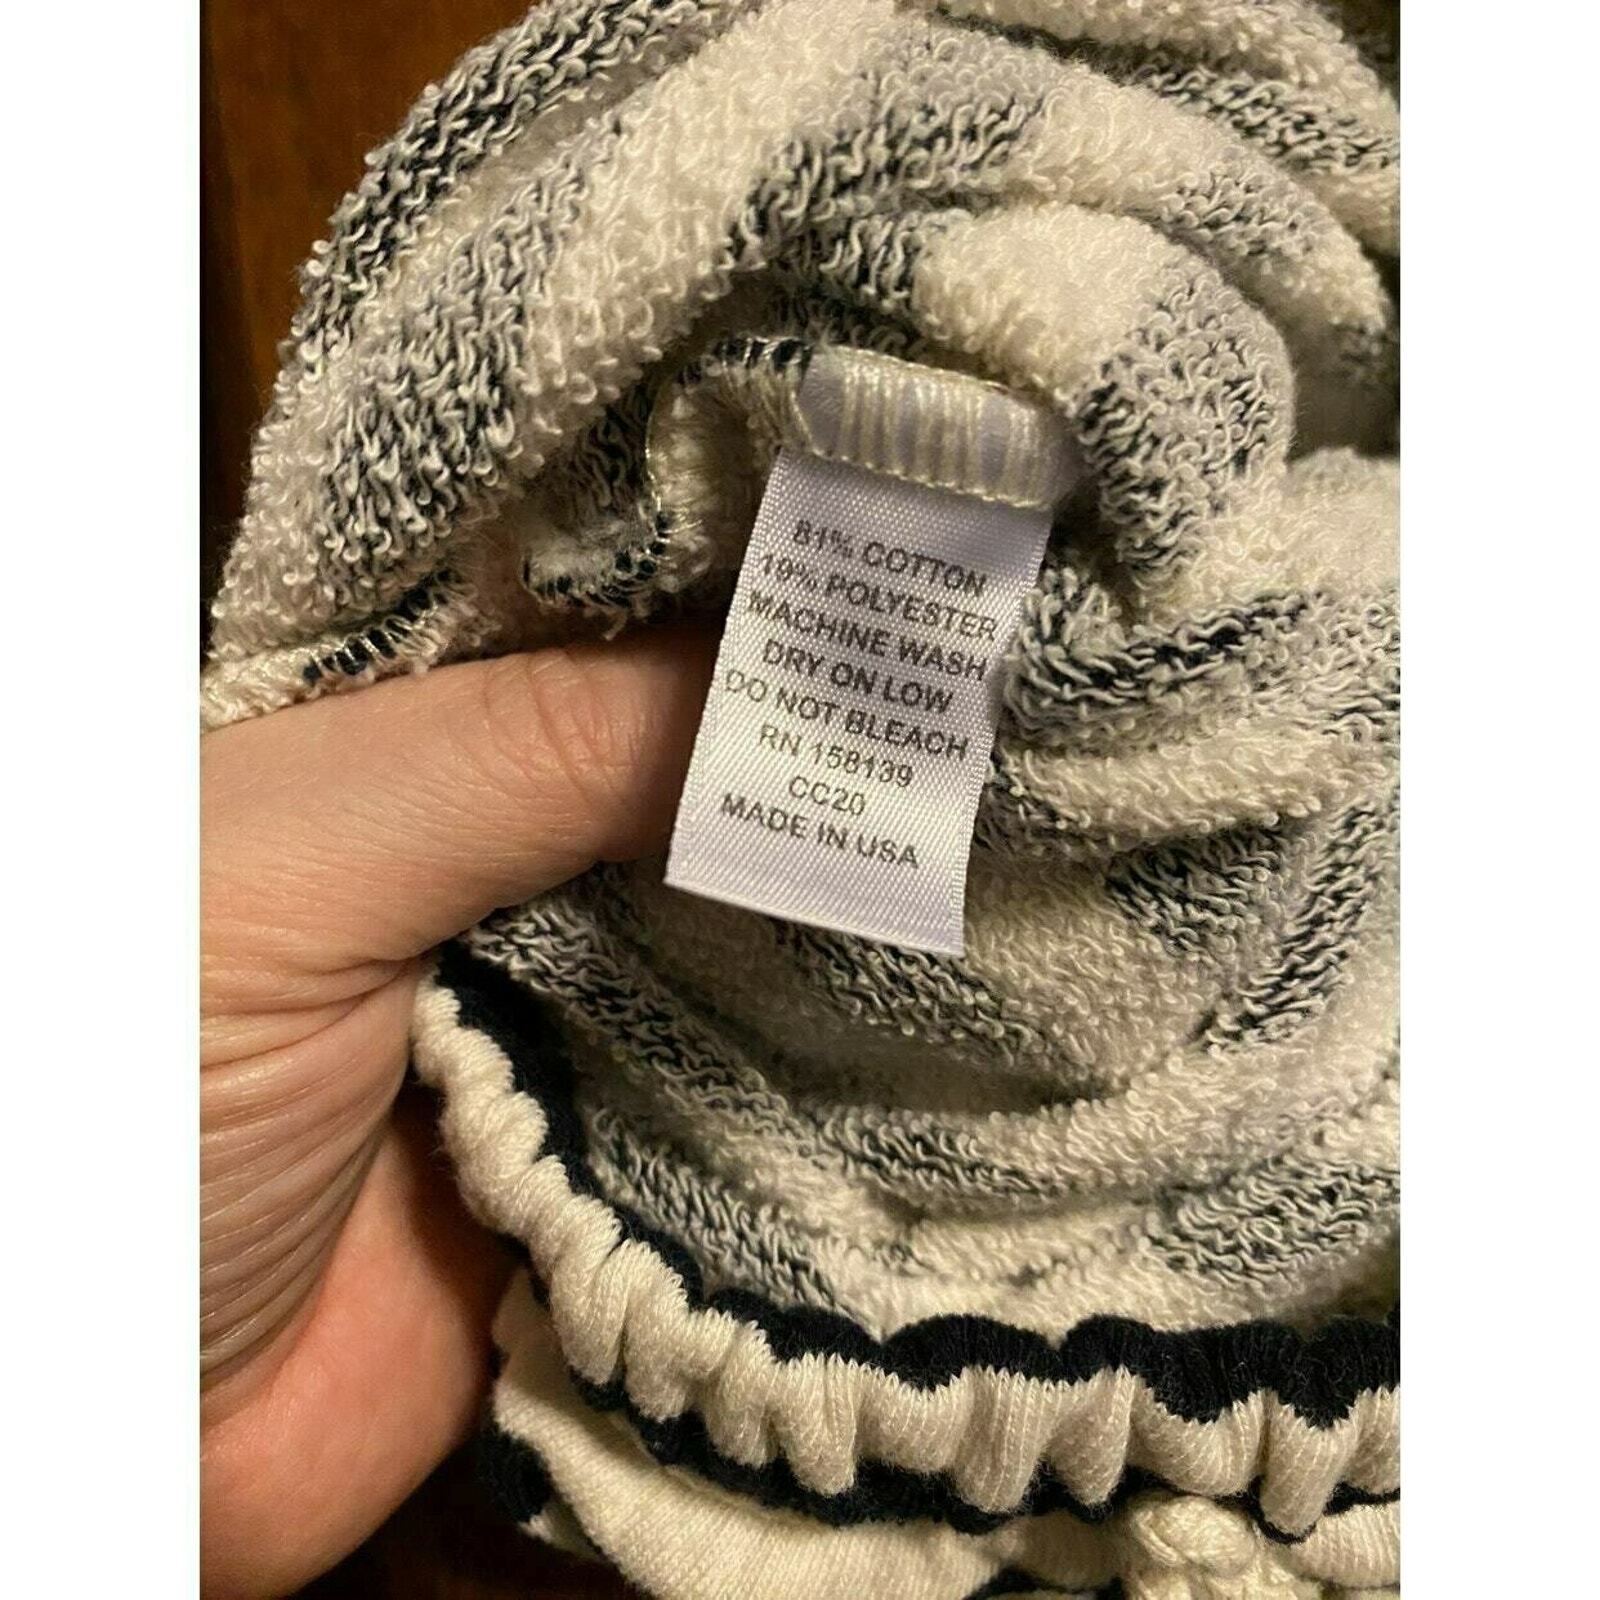 81% COTTON
19% POLYESTER
MACHINE WASH
DRY ON LOW
DO NOT BLEACH
RN 158139
CC20
MADE IN USA